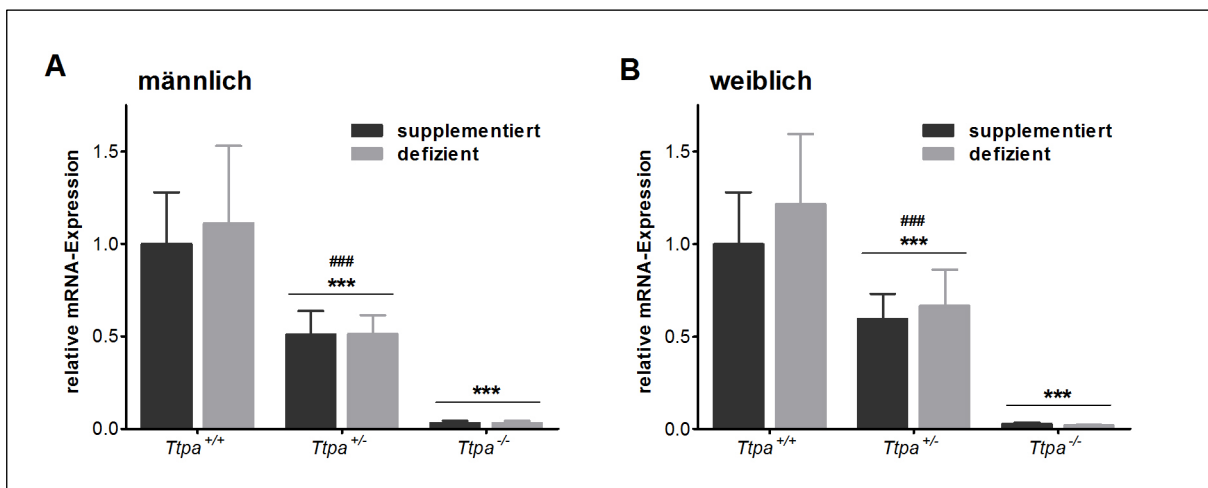 A
männlich
supplementiert
defizient
relative mRNA-Expression
1.5
1.0
0.5
0.0
###
***
***
Ttpa +/+
Ttpa +/-
Ttpa -/-
B
weiblich
supplementiert
defizient
relative mRNA-Expression
1.5
1.0
0.5
0.0
###
***
***
Ttpa +/+
Ttpa +/-
Ttpa -/-